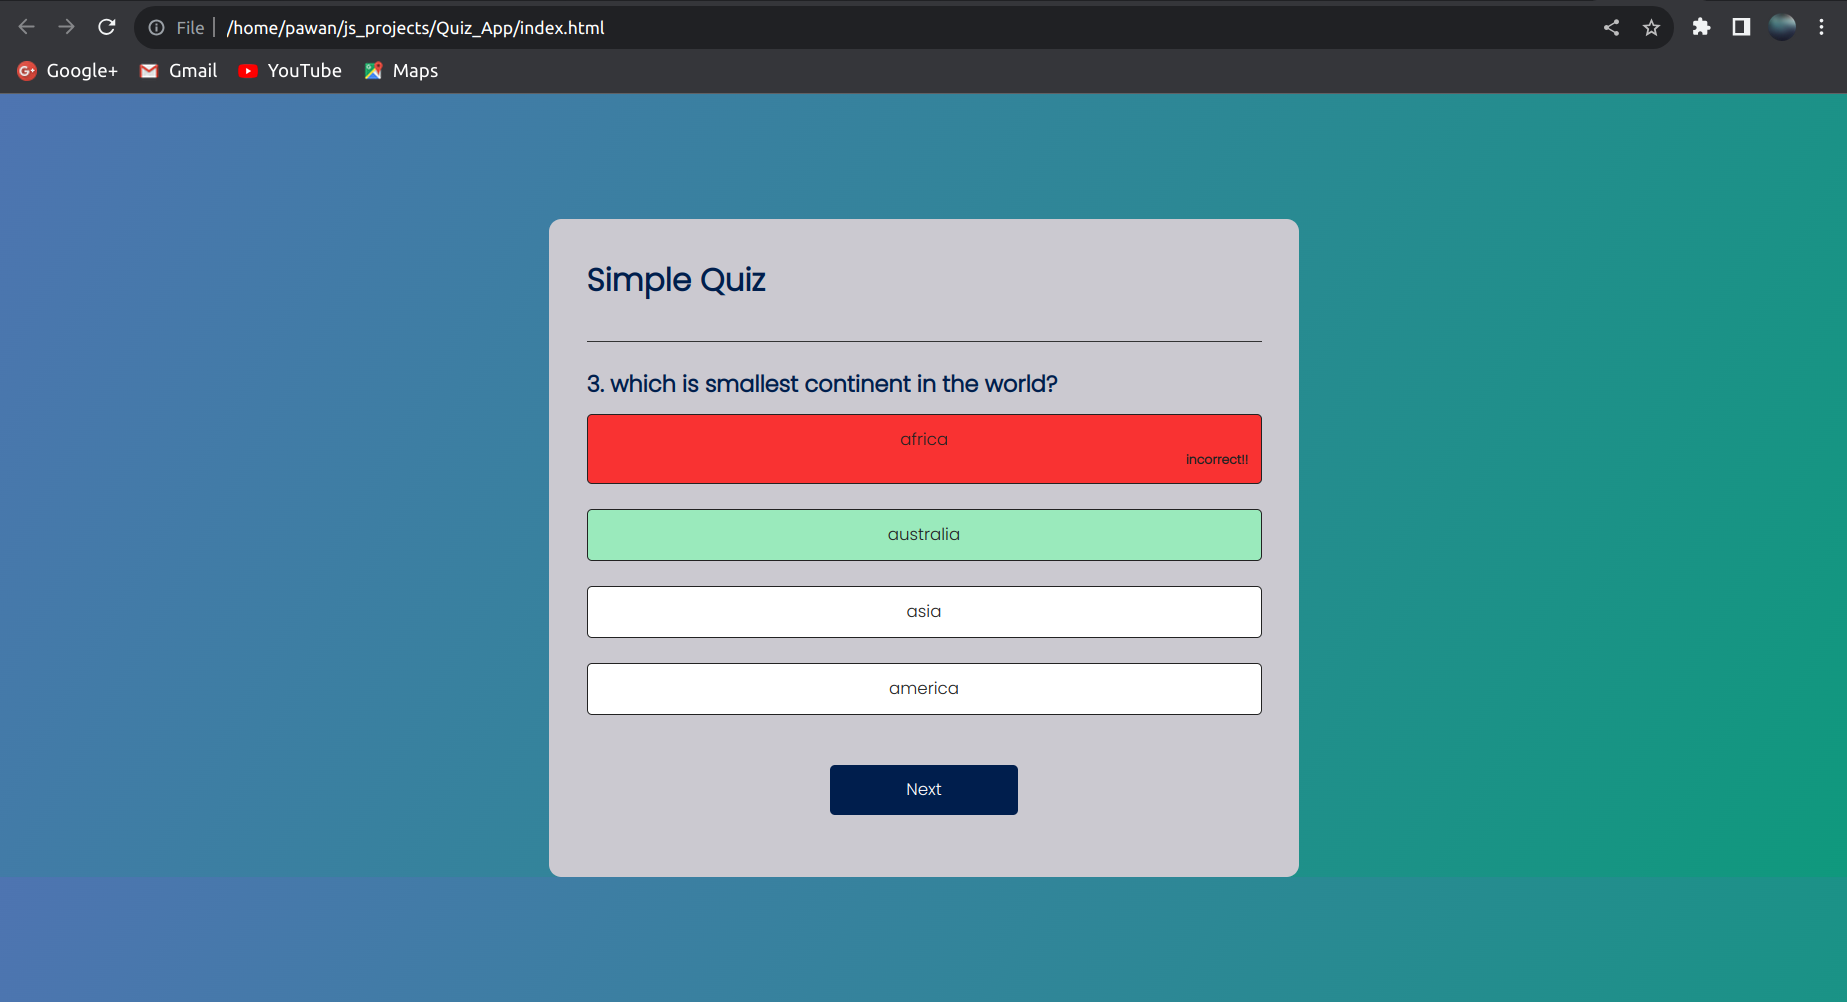 File /home/pawan/js_projects/Quiz_App/index.html
Google+ Gmail YouTube Maps
Simple Quiz
3. which is smallest continent in the world?
africa
incorrect!!
australia
asia
america
Next